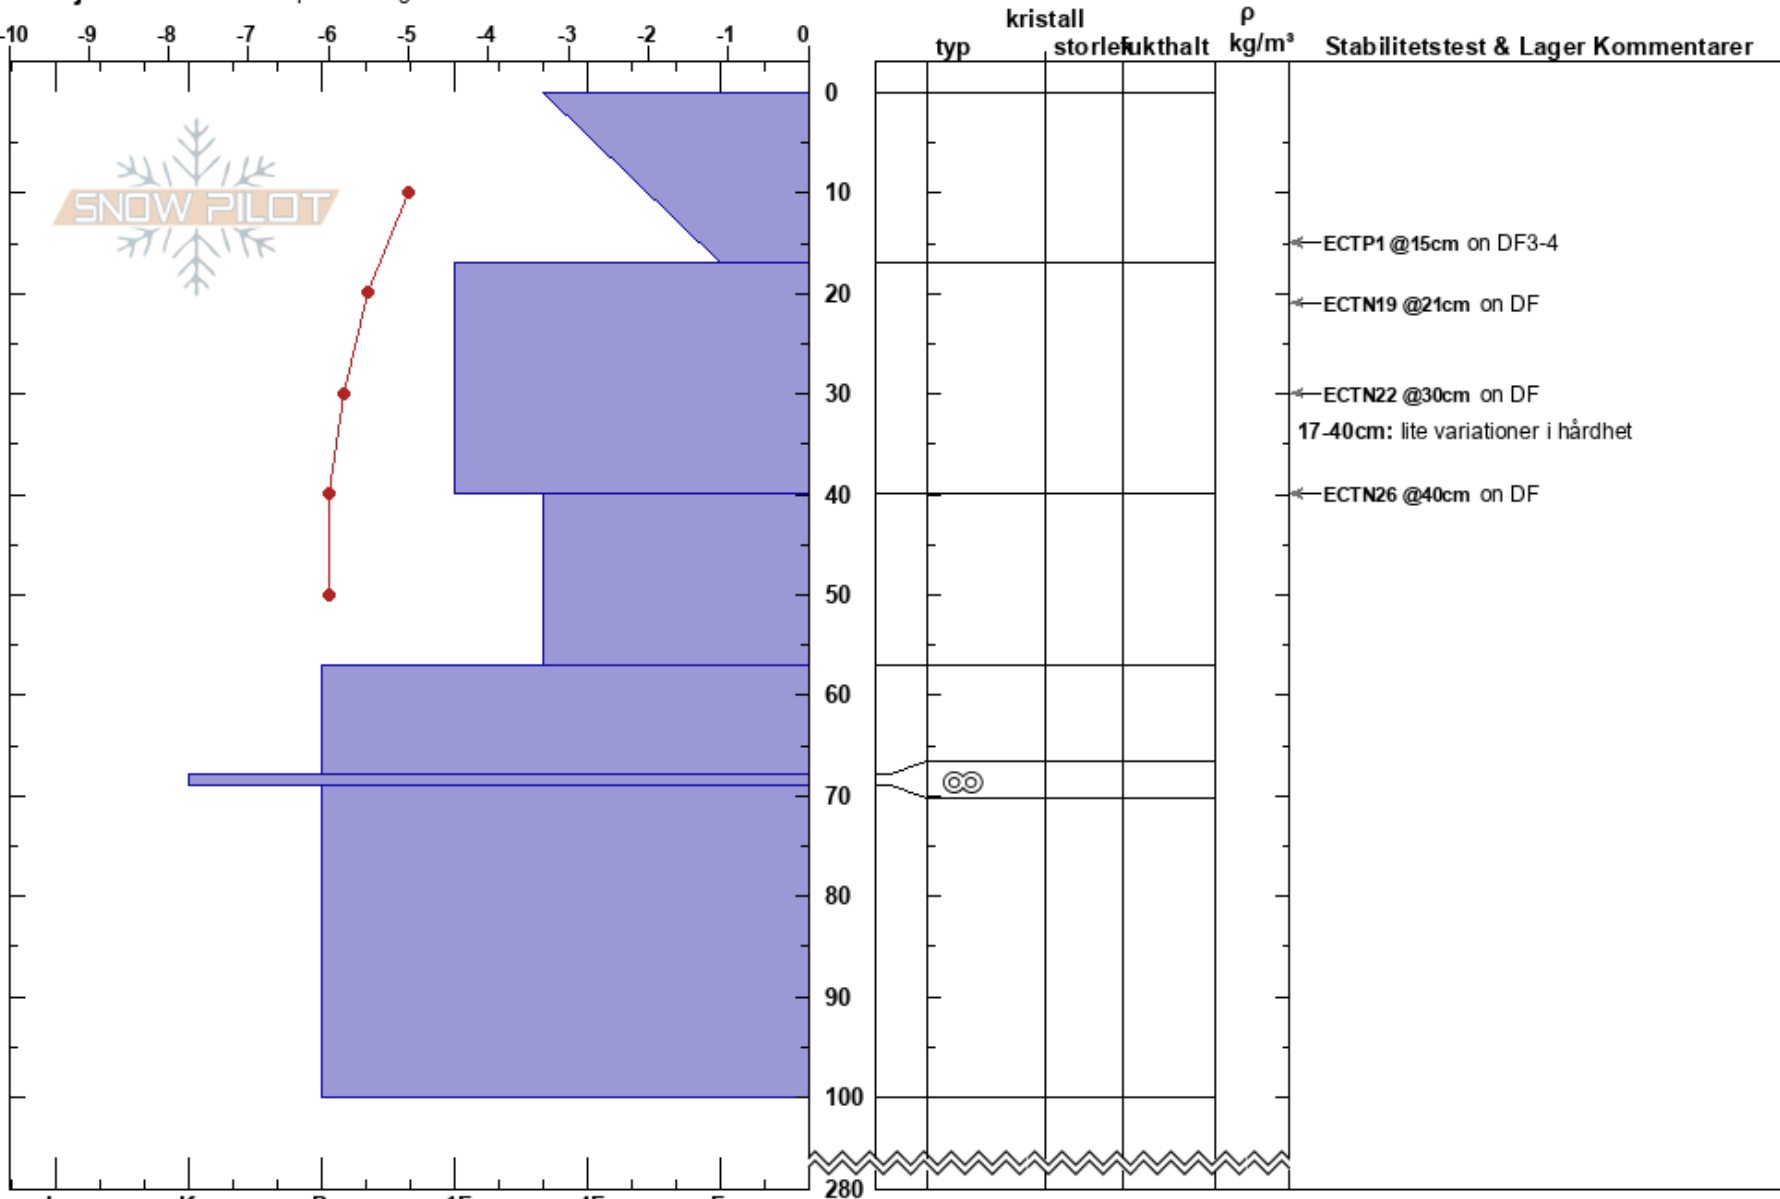 kristall ρ
-10 -9 -8 -7 -6 -5 -4 -3 -2 -1 0
typ storlek fukthalt kg/m³ Stabilitetstest & Lager Kommentarer
0
SNOW PILOT
10
ECTP1 @15cm on DF3-4
20
ECTN19 @21cm on DF
30
ECTN22 @30cm on DF
17-40cm: lite variationer i hårdhet
40
ECTN26 @40cm on DF
50
60
70
80
90
100
280